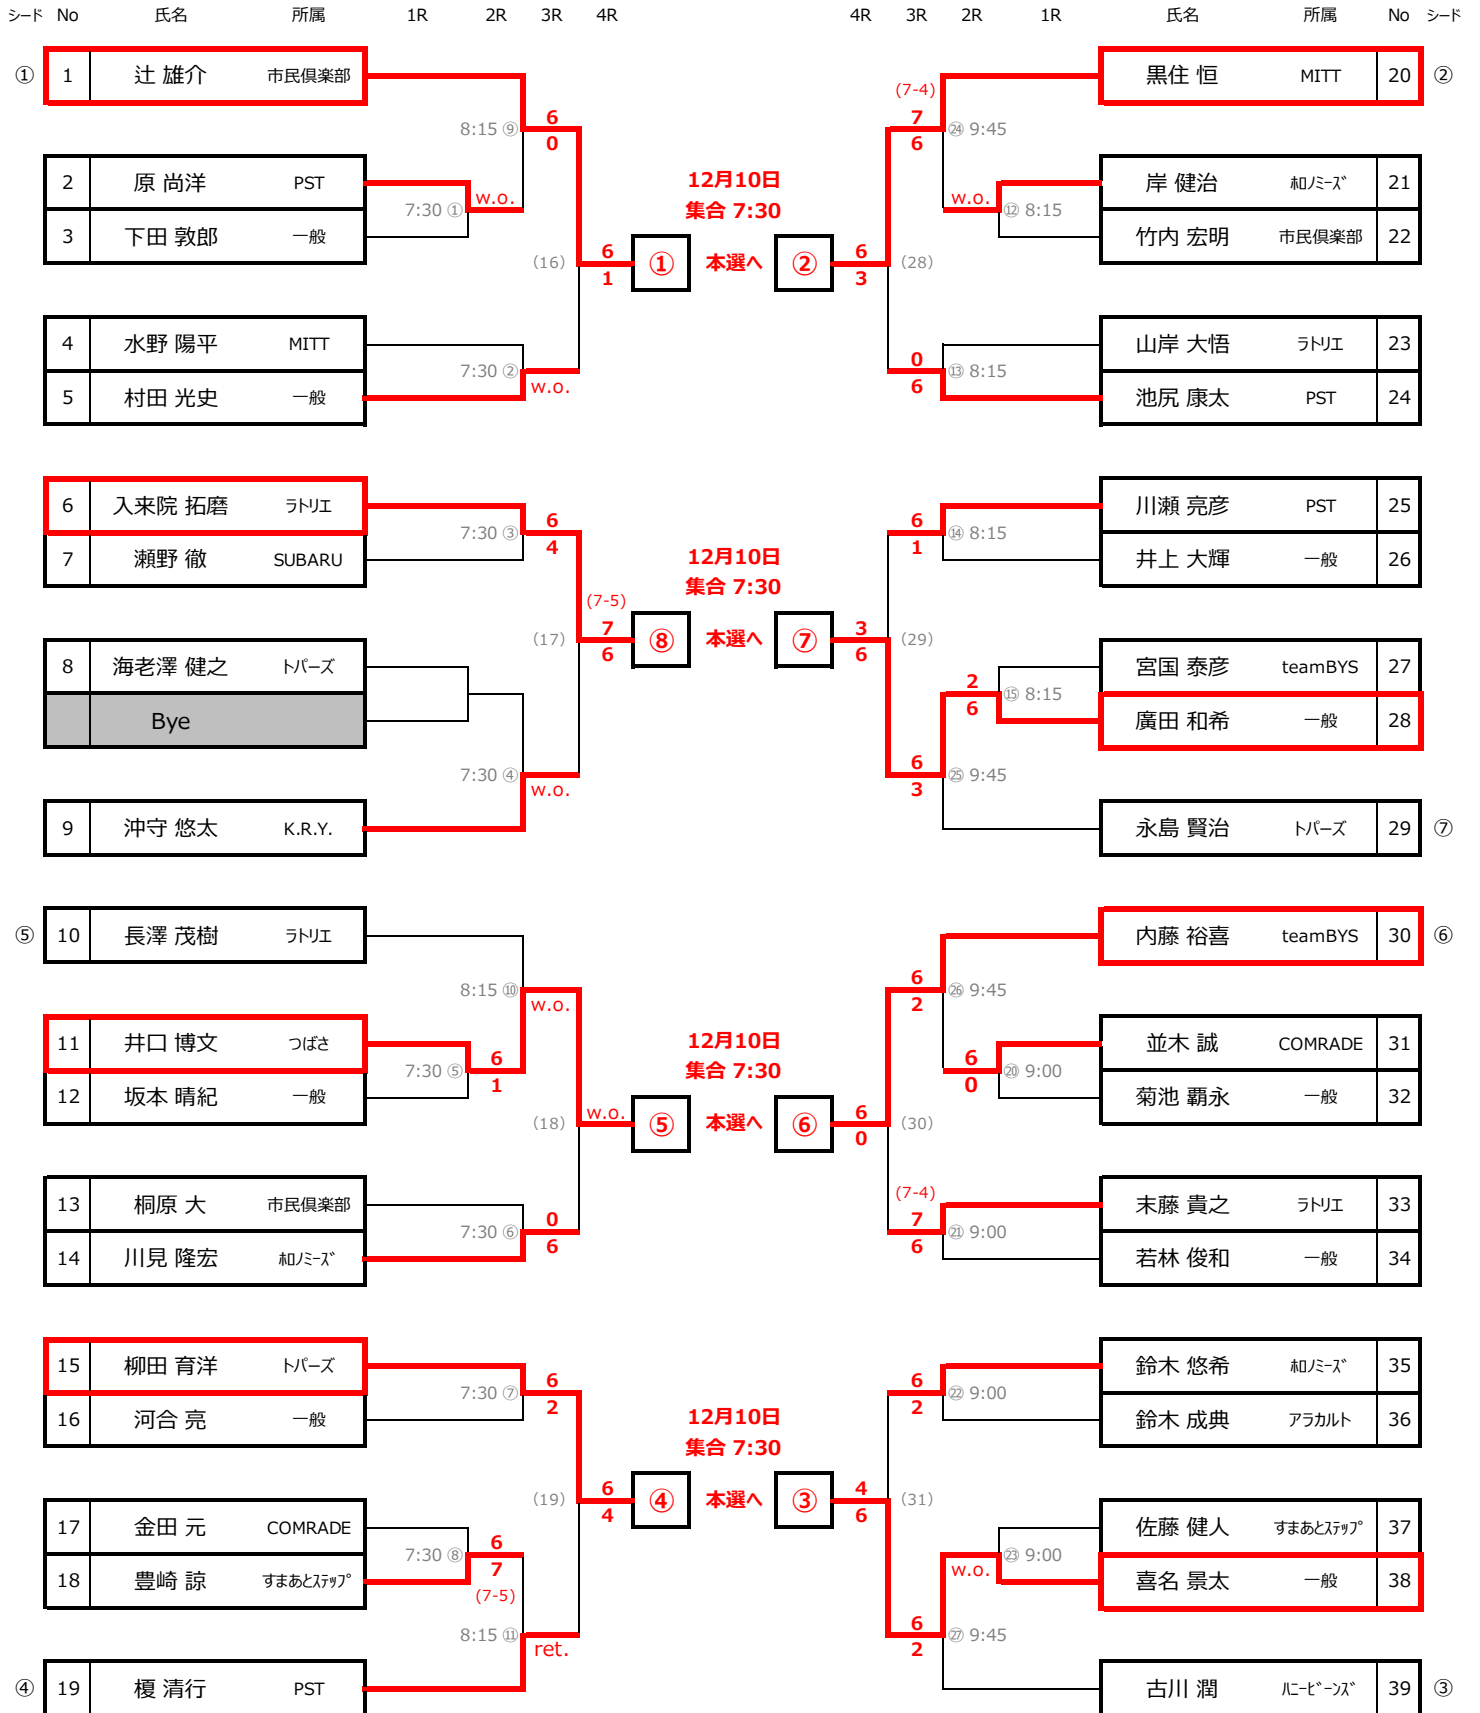 シード No 氏名 所属 1R 2R 3R 4R 4R 3R 2R 1R 氏名 所属 No シード
① 1 辻 雄介 市民倶楽部 黒住 恒 MITT 20 ②
(7-4)
6 7
8:15 ⑨ ㉔ 9:45
0 6
2 原 尚洋 PST 12月10日 岸 健治 和ノミーズ 21
w.o. w.o.
7:30 ① 集合 7:30 ⑫ 8:15
3 下田 敦郎 一般 竹内 宏明 市民倶楽部 22
6 6
(16) ① 本選へ ② (28)
1 3
4 水野 陽平 MITT 山岸 大悟 ラトリエ 23
0
7:30 ② ⑬ 8:15
w.o. 6
5 村田 光史 一般 池尻 康太 PST 24
6 入来院 拓磨 ラトリエ 川瀬 亮彦 PST 25
6 6
7:30 ③ ⑭ 8:15
4 1
7 瀬野 徹 SUBARU 12月10日 井上 大輝 一般 26
集合 7:30
(7-5)
7 3
(17) ⑧ 本選へ ⑦ (29)
6 6
8 海老澤 健之 トパーズ 宮国 泰彦 teamBYS 27
2
⑮ 8:15
6
Bye 廣田 和希 一般 28
6
7:30 ④ ㉕ 9:45
w.o. 3
9 沖守 悠太 K.R.Y. 永島 賢治 トパーズ 29 ⑦
⑤ 10 長澤 茂樹 ラトリエ 内藤 裕喜 teamBYS 30 ⑥
6
8:15 ⑩ ㉖ 9:45
w.o. 2
11 井口 博文 つばさ 12月10日 並木 誠 COMRADE 31
6 6
7:30 ⑤ 集合 7:30 ⑳ 9:00
1 0
12 坂本 晴紀 一般 菊池 覇永 一般 32
w.o. 6
(18) ⑤ 本選へ ⑥ (30)
0
(7-4)
13 桐原 大 市民倶楽部 末藤 貴之 ラトリエ 33
0 7
7:30 ⑥ ㉑ 9:00
6 6
14 川見 隆宏 和ノミーズ 若林 俊和 一般 34
15 柳田 育洋 トパーズ 鈴木 悠希 和ノミーズ 35
6 6
7:30 ⑦ ㉒ 9:00
2 2
16 河合 亮 一般 12月10日 鈴木 成典 アラカルト 36
集合 7:30
6 4
(19) ④ 本選へ ③ (31)
4 6
17 金田 元 COMRADE 佐藤 健人 すまあとステップ 37
6
7:30 ⑧ ㉓ 9:00
7 w.o.
18 豊崎 諒 すまあとステップ 喜名 景太 一般 38
(7-5)
6
8:15 ⑪ ㉗ 9:45
ret. 2
④ 19 榎 清行 PST 古川 潤 ハニービーンズ 39 ③